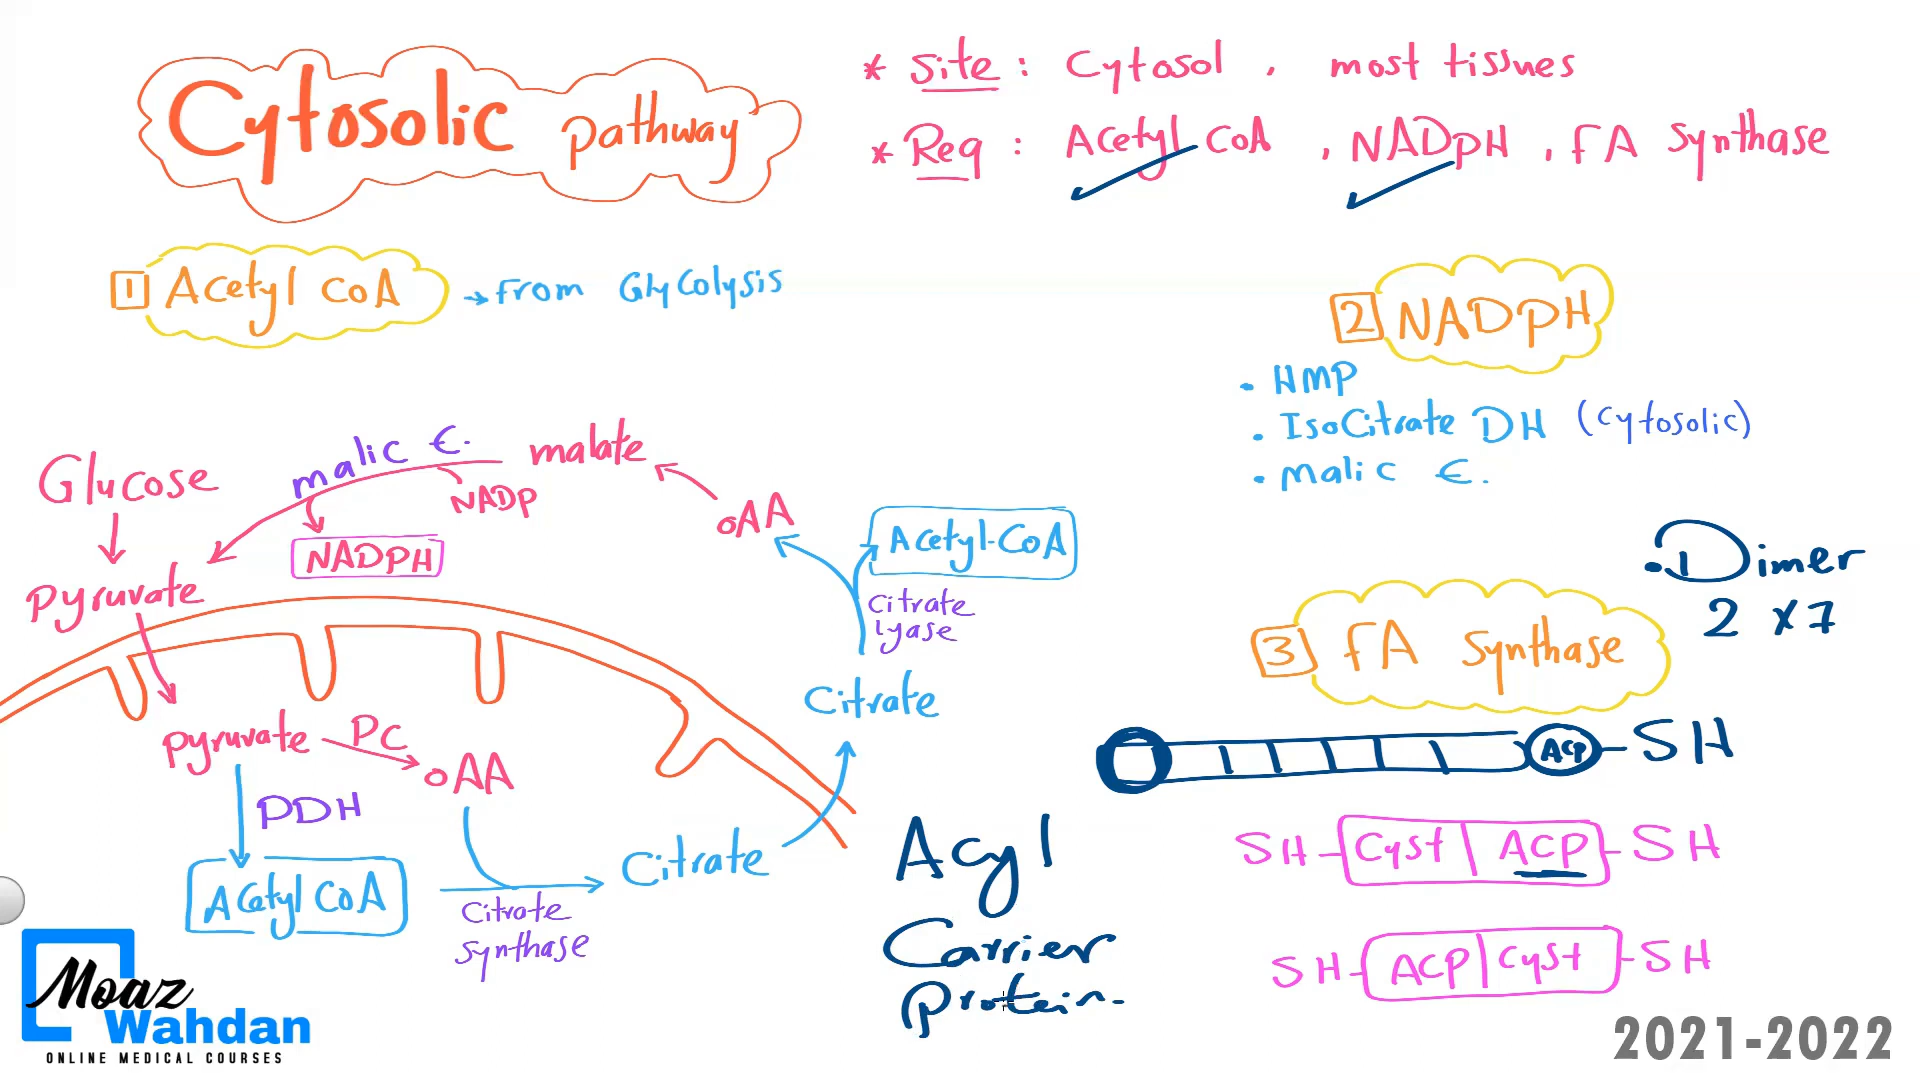 Cytosolic pathway
* Site : Cytosol , most tissues
* Req : Acetyl CoA , NADPH , FA Synthase
1 Acetyl CoA → From Glycolysis
2 NADPH
• HMP
• IsoCitrate DH (Cytosolic)
• Malic €.
Glucose
malic €.
malate
NADP
NADPH
OAA
Acetyl-CoA
Pyruvate
Citrate
lyase
Citrate
Pyruvate
PC
OAA
PDH
Acetyl CoA
Citrate
synthase
Citrate
• Dimer
2 x 7
3 FA Synthase
ACP - SH
SH - Cyst | ACP - SH
SH - ACP | Cyst - SH
Acyl
Carrier
Protein.
Moaz
Wahdan
ONLINE MEDICAL COURSES
2021-2022